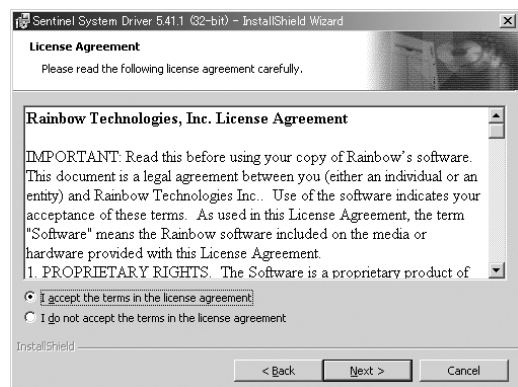 Sentinel System Driver 5.41.1 (32-bit) - InstallShield Wizard
License Agreement
Please read the following license agreement carefully.
Rainbow Technologies, Inc. License Agreement
IMPORTANT: Read this before using your copy of Rainbow's software.
This document is a legal agreement between you (either an individual or an
entity) and Rainbow Technologies Inc.. Use of the software indicates your
acceptance of these terms. As used in this License Agreement, the term
"Software" means the Rainbow software included on the media or
hardware provided with this License Agreement.
1. PROPRIETARY RIGHTS. The Software is a proprietary product of
I accept the terms in the license agreement
I do not accept the terms in the license agreement
InstallShield
< Back
Next >
Cancel